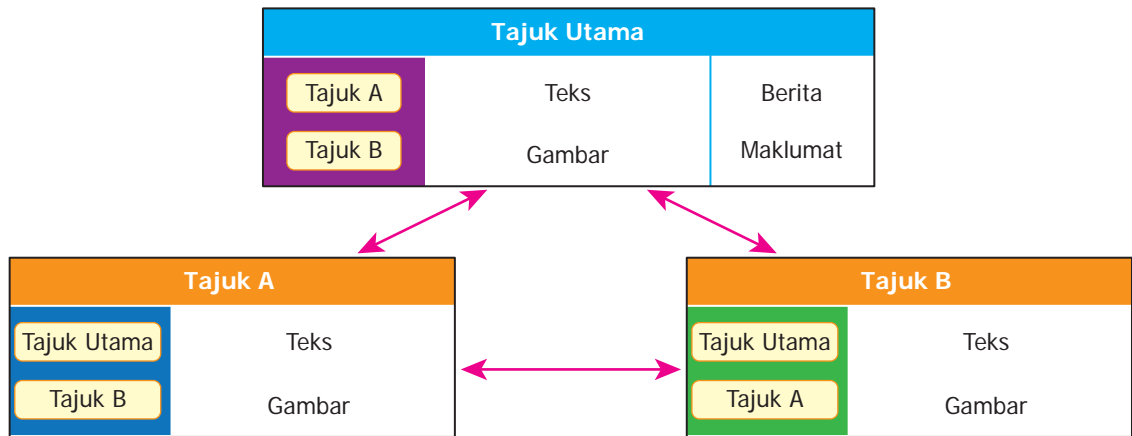 Tajuk Utama
Tajuk A
Teks
Berita
Tajuk B
Gambar
Maklumat
Tajuk A
Tajuk Utama
Teks
Tajuk B
Gambar
Tajuk B
Tajuk Utama
Teks
Tajuk A
Gambar